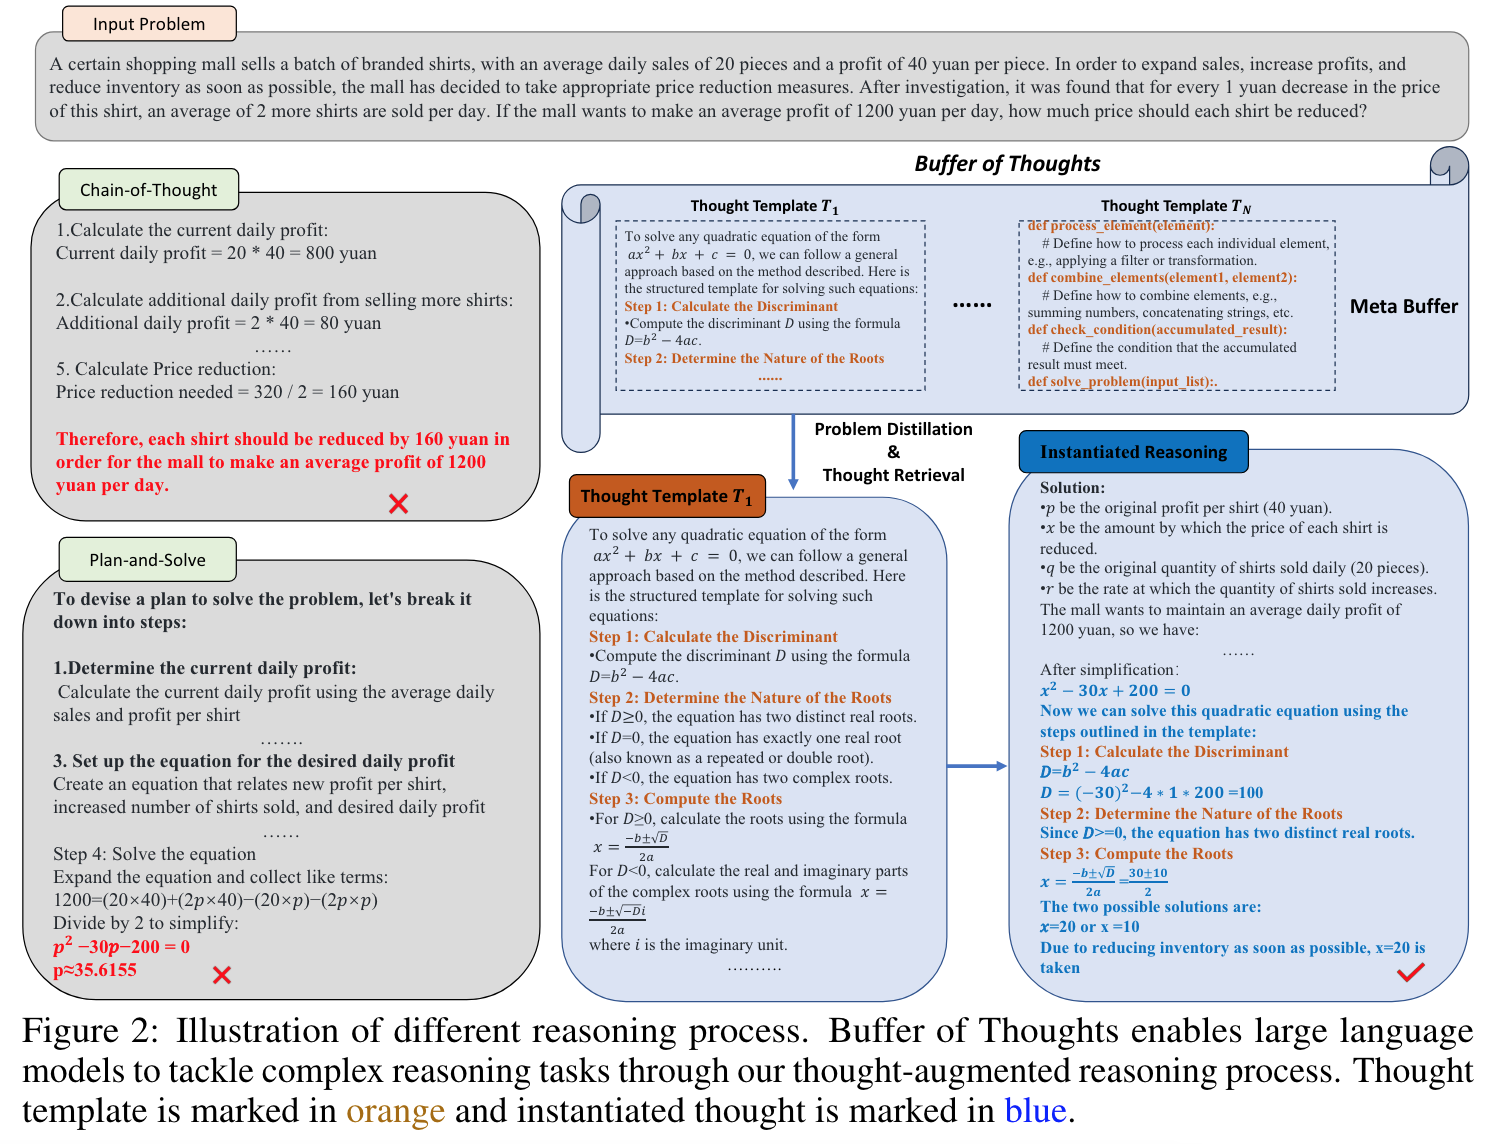 Input Problem
A certain shopping mall sells a batch of branded shirts, with an average daily sales of 20 pieces and a profit of 40 yuan per piece. In order to expand sales, increase profits, and
reduce inventory as soon as possible, the mall has decided to take appropriate price reduction measures. After investigation, it was found that for every 1 yuan decrease in the price
of this shirt, an average of 2 more shirts are sold per day. If the mall wants to make an average profit of 1200 yuan per day, how much price should each shirt be reduced?
Chain-of-Thought
1.Calculate the current daily profit:
Current daily profit = 20 * 40 = 800 yuan
2.Calculate additional daily profit from selling more shirts:
Additional daily profit = 2 * 40 = 80 yuan
......
5. Calculate Price reduction:
Price reduction needed = 320 / 2 = 160 yuan
Therefore, each shirt should be reduced by 160 yuan in
order for the mall to make an average profit of 1200
yuan per day.
Plan-and-Solve
To devise a plan to solve the problem, let's break it
down into steps:
1.Determine the current daily profit:
Calculate the current daily profit using the average daily
sales and profit per shirt
.......
3. Set up the equation for the desired daily profit
Create an equation that relates new profit per shirt,
increased number of shirts sold, and desired daily profit
......
Step 4: Solve the equation
Expand the equation and collect like terms:
1200=(20×40)+(2p×40)−(20×p)−(2p×p)
Divide by 2 to simplify:
p² −30p−200 = 0
p≈35.6155
Buffer of Thoughts
Thought Template T₁
To solve any quadratic equation of the form
ax² + bx + c = 0, we can follow a general
approach based on the method described. Here is
the structured template for solving such equations:
Step 1: Calculate the Discriminant
•Compute the discriminant D using the formula
D=b² − 4ac.
Step 2: Determine the Nature of the Roots
......
......
Thought Template T_N
def process_element(element):
# Define how to process each individual element,
e.g., applying a filter or transformation.
def combine_elements(element1, element2):
# Define how to combine elements, e.g.,
summing numbers, concatenating strings, etc.
def check_condition(accumulated_result):
# Define the condition that the accumulated
result must meet.
def solve_problem(input_list):.
Meta Buffer
Problem Distillation
&
Thought Retrieval
Thought Template T₁
To solve any quadratic equation of the form
ax² + bx + c = 0, we can follow a general
approach based on the method described. Here
is the structured template for solving such
equations:
Step 1: Calculate the Discriminant
•Compute the discriminant D using the formula
D=b² − 4ac.
Step 2: Determine the Nature of the Roots
•If D≥0, the equation has two distinct real roots.
•If D=0, the equation has exactly one real root
(also known as a repeated or double root).
•If D<0, the equation has two complex roots.
Step 3: Compute the Roots
•For D≥0, calculate the roots using the formula
x = (−b±√D)/2a
For D<0, calculate the real and imaginary parts
of the complex roots using the formula x =
(−b±√−Di)/2a
where i is the imaginary unit.
..........
Instantiated Reasoning
Solution:
•p be the original profit per shirt (40 yuan).
•x be the amount by which the price of each shirt is
reduced.
•q be the original quantity of shirts sold daily (20 pieces).
•r be the rate at which the quantity of shirts sold increases.
The mall wants to maintain an average daily profit of
1200 yuan, so we have:
......
After simplification:
x² − 30x + 200 = 0
Now we can solve this quadratic equation using the
steps outlined in the template:
Step 1: Calculate the Discriminant
D=b² − 4ac
D = (−30)²−4 * 1 * 200 =100
Step 2: Determine the Nature of the Roots
Since D>=0, the equation has two distinct real roots.
Step 3: Compute the Roots
x = (−b±√D)/2a =(30±10)/2
The two possible solutions are:
x=20 or x =10
Due to reducing inventory as soon as possible, x=20 is
taken
Figure 2: Illustration of different reasoning process. Buffer of Thoughts enables large language
models to tackle complex reasoning tasks through our thought-augmented reasoning process. Thought
template is marked in orange and instantiated thought is marked in blue.